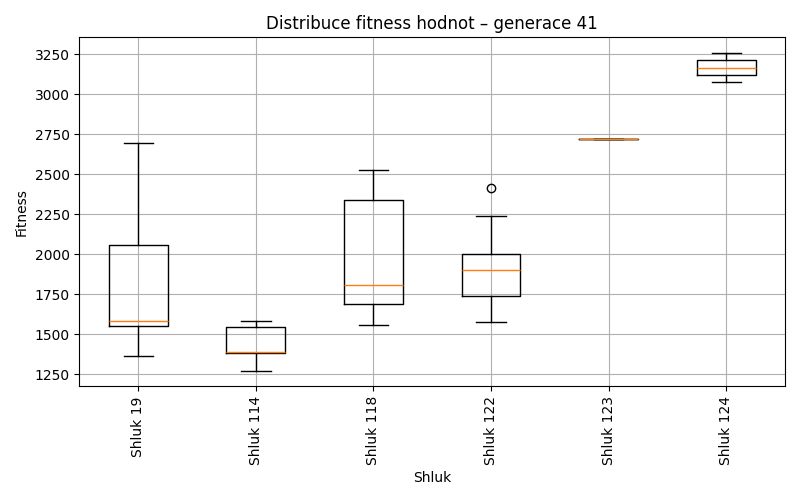 Distribuce fitness hodnot – generace 41
3250
3000
2750
2500
2250
2000
1750
1500
1250
Fitness
Shluk 19
Shluk 114
Shluk 118
Shluk 122
Shluk 123
Shluk 124
Shluk